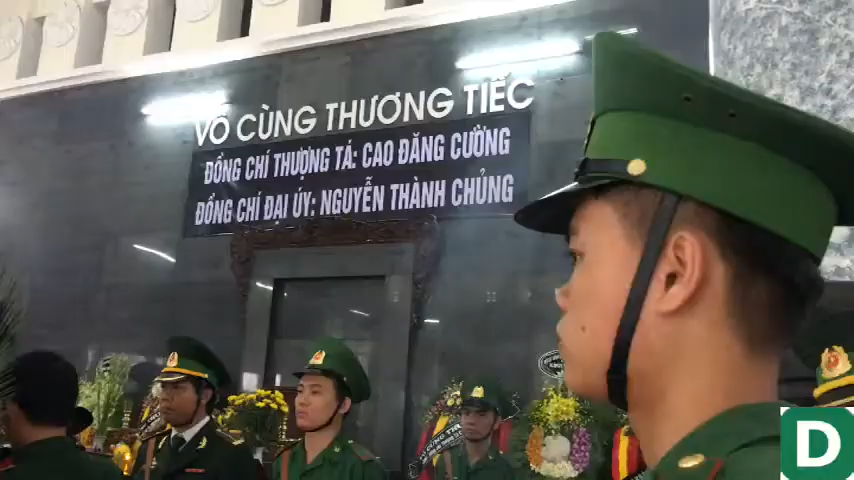 VÔ CÙNG THƯƠNG TIẾC
ĐỒNG CHÍ THƯỢNG TÁ: CAO ĐĂNG CƯỜNG
ĐỒNG CHÍ ĐẠI ÚY: NGUYỄN THÀNH CHỦNG
D